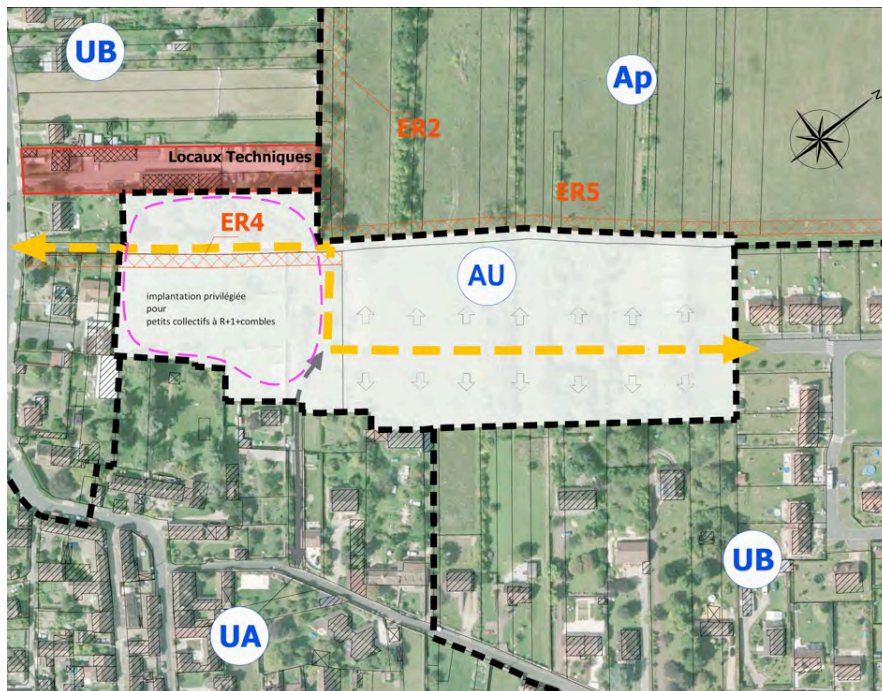 UB
Ap
N
ER2
Locaux Techniques
ER5
ER4
AU
implantation privilégiée
pour
petits collectifs à R+1+combles
UB
UA